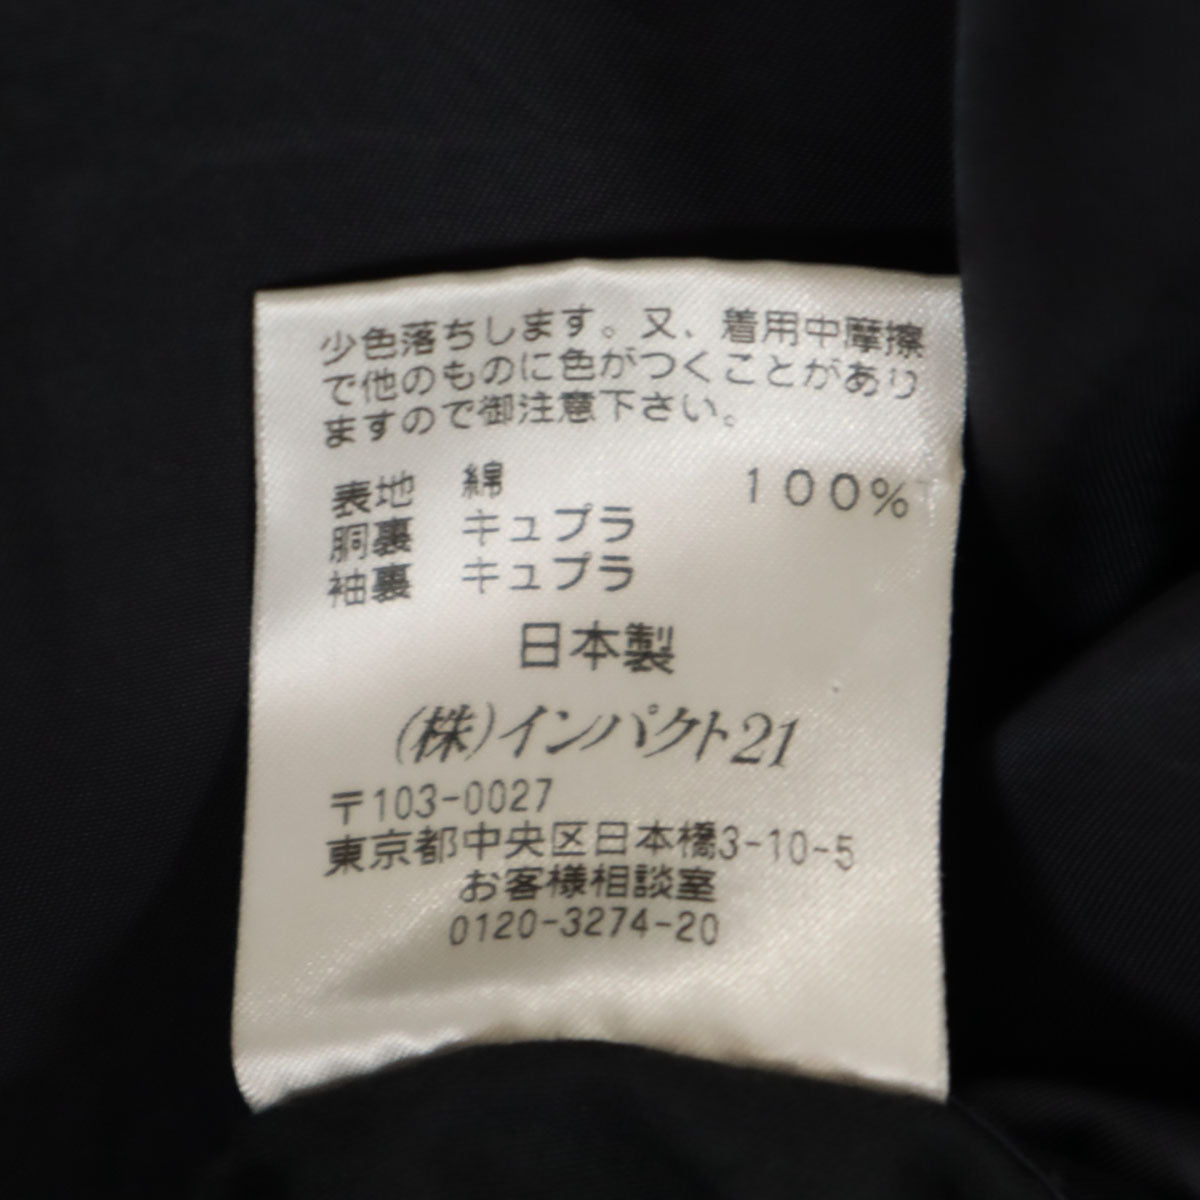 少色落ちします。又、着用中摩擦
で他のものに色がつくことがあり
ますので御注意下さい。
表地 綿 100%
胴裏 キュプラ
袖裏 キュプラ
日本製
(株)インパクト21
〒103-0027
東京都中央区日本橋3-10-5
お客様相談室
0120-3274-20